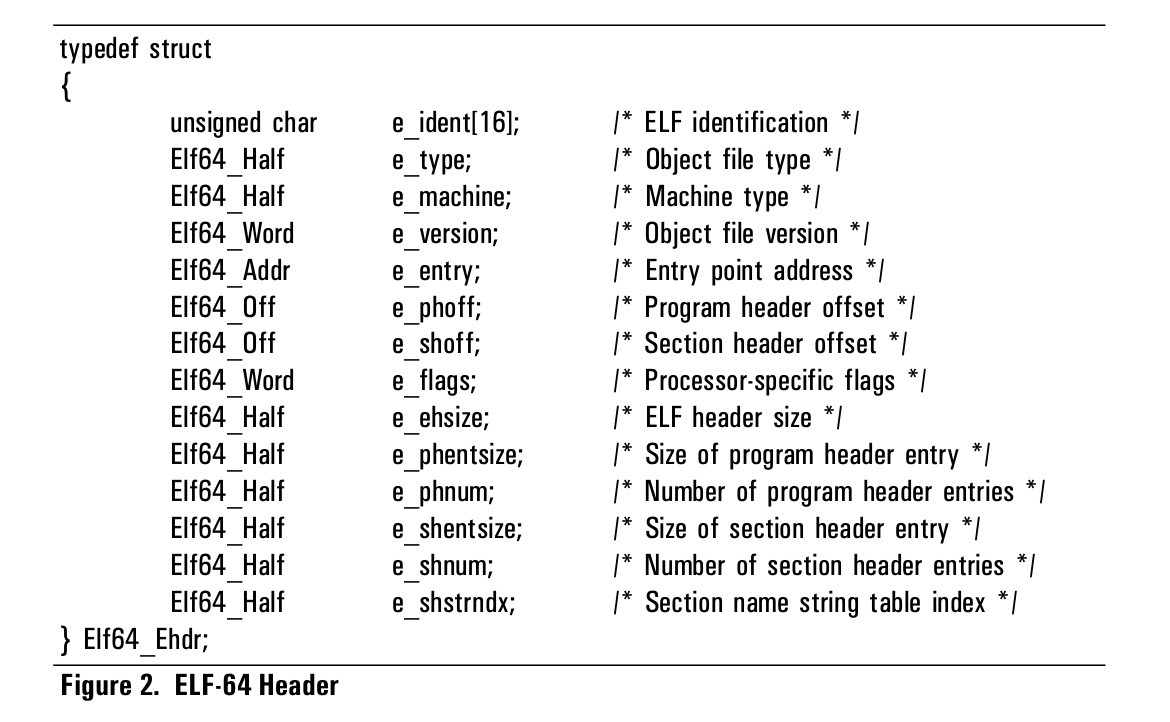 typedef struct
{
unsigned char e_ident[16]; /* ELF identification */
Elf64_Half e_type; /* Object file type */
Elf64_Half e_machine; /* Machine type */
Elf64_Word e_version; /* Object file version */
Elf64_Addr e_entry; /* Entry point address */
Elf64_Off e_phoff; /* Program header offset */
Elf64_Off e_shoff; /* Section header offset */
Elf64_Word e_flags; /* Processor-specific flags */
Elf64_Half e_ehsize; /* ELF header size */
Elf64_Half e_phentsize; /* Size of program header entry */
Elf64_Half e_phnum; /* Number of program header entries */
Elf64_Half e_shentsize; /* Size of section header entry */
Elf64_Half e_shnum; /* Number of section header entries */
Elf64_Half e_shstrndx; /* Section name string table index */
} Elf64_Ehdr;
Figure 2. ELF-64 Header